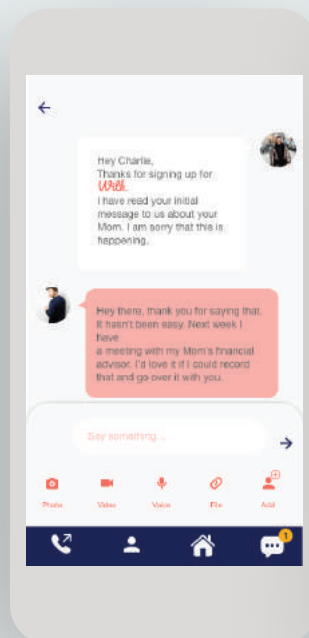 Hey Charlie,
Thanks for signing up for
With.
I have read your initial
message to us about your
Mom. I am sorry that this is
happening.
Hey there, thank you for saying that.
It hasn't been easy. Next week I
have
a meeting with my Mom's financial
advisor. I'd love it if I could record
that and go over it with you.
Say something...
Photo
Video
Voice
File
Add
1